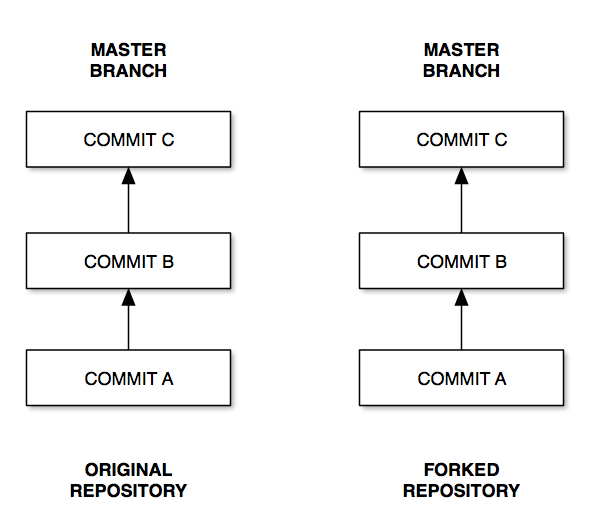 MASTER
BRANCH
COMMIT C
COMMIT B
COMMIT A
ORIGINAL
REPOSITORY
MASTER
BRANCH
COMMIT C
COMMIT B
COMMIT A
FORKED
REPOSITORY